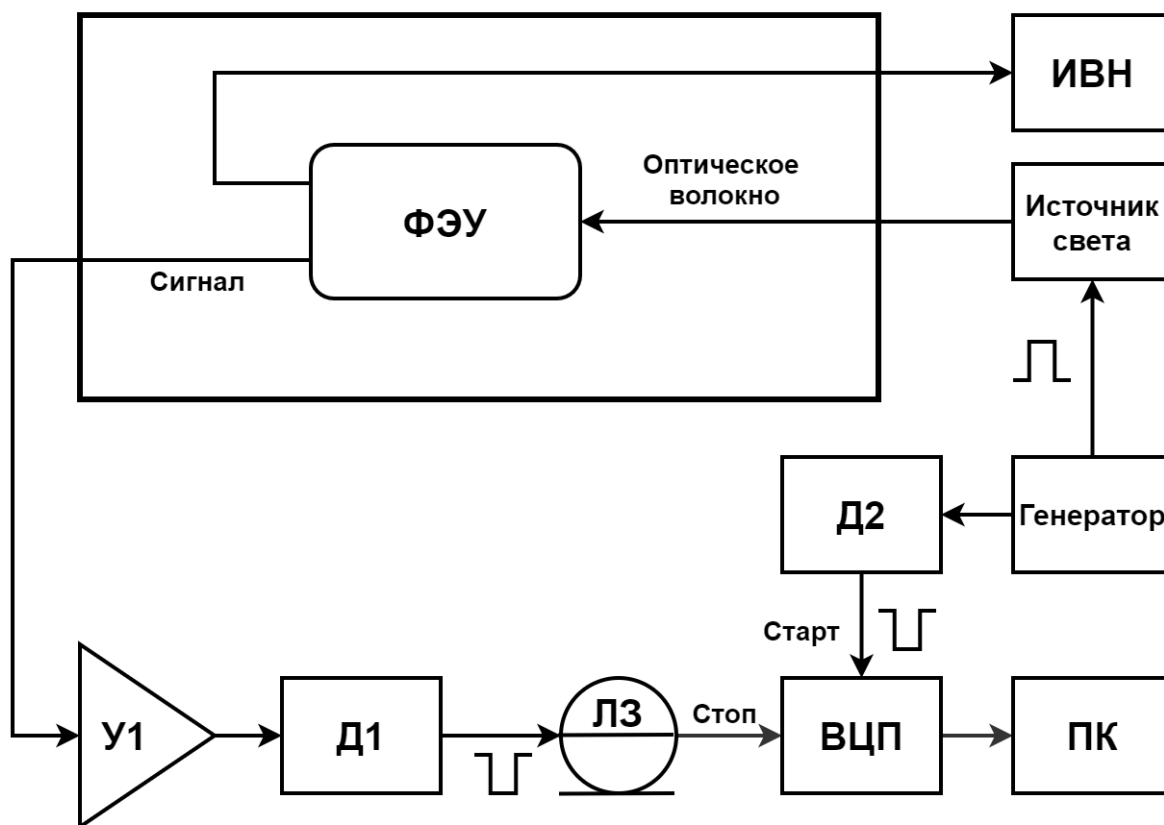 ИВН
Оптическое
волокно
Источник
света
ФЭУ
Сигнал
Д2
Генератор
Старт
У1
Д1
ЛЗ
Стоп
ВЦП
ПК